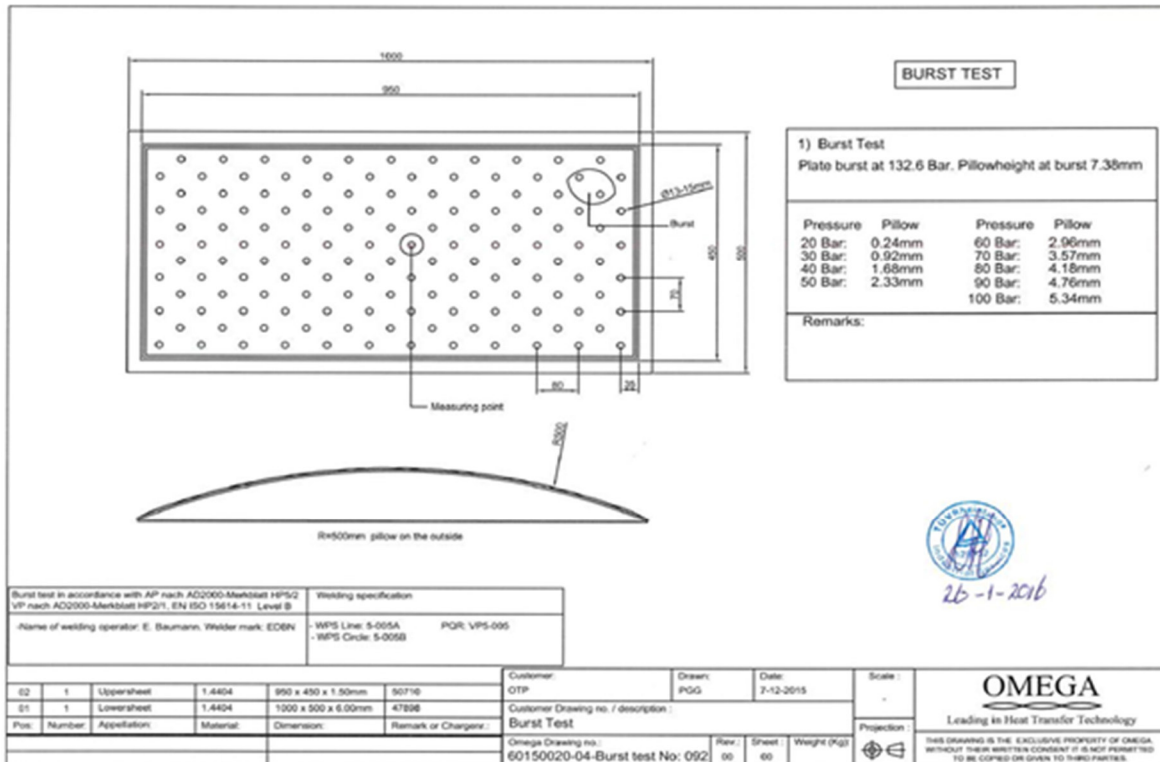 BURST TEST
1000
950
1) Burst Test
Plate burst at 132.6 Bar. Pillowheight at burst 7.38mm
Ø13-15mm
Burst
Pressure Pillow Pressure Pillow
20 Bar: 0.24mm 60 Bar: 2.96mm
30 Bar: 0.92mm 70 Bar: 3.57mm
40 Bar: 1.68mm 80 Bar: 4.18mm
50 Bar: 2.33mm 90 Bar: 4.76mm
100 Bar: 5.34mm
450
500
70
Remarks:
80
25
Measuring point
R500
R=500mm pillow on the outside
26-1-2016
Burst test in accordance with AP nach AD2000-Merkblatt HP5/2
VP nach AD2000-Merkblatt HP2/1, EN ISO 15614-11 Level B
Welding specification
-Name of welding operator: E. Baumann. Welder mark: EDBN
- WPS Line: 5-005A PQR: VP5-005
- WPS Circle: 5-005B
02 1 Uppersheet 1.4404 950 x 450 x 1.50mm 50710
01 1 Lowersheet 1.4404 1000 x 500 x 6.00mm 47898
Pos: Number: Appellation: Material: Dimension: Remark or Chargenr.:
Customer: Drawn: Date: Scale :
OTP PGG 7-12-2015 -
Customer Drawing no. / description :
Burst Test
Projection :
Omega Drawing no.: Rev.: Sheet : Weight (Kg):
60150020-04-Burst test No: 092 00 60
OMEGA
Leading in Heat Transfer Technology
THIS DRAWING IS THE EXCLUSIVE PROPERTY OF OMEGA.
WITHOUT THEIR WRITTEN CONSENT IT IS NOT PERMITTED
TO BE COPIED OR GIVEN TO THIRD PARTIES.